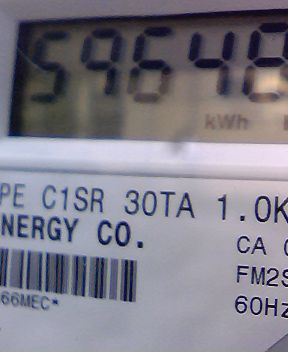 59648
kWh
PE C1SR 30TA 1.0K
NERGY CO.
CA
FM2S
66MEC*
60Hz